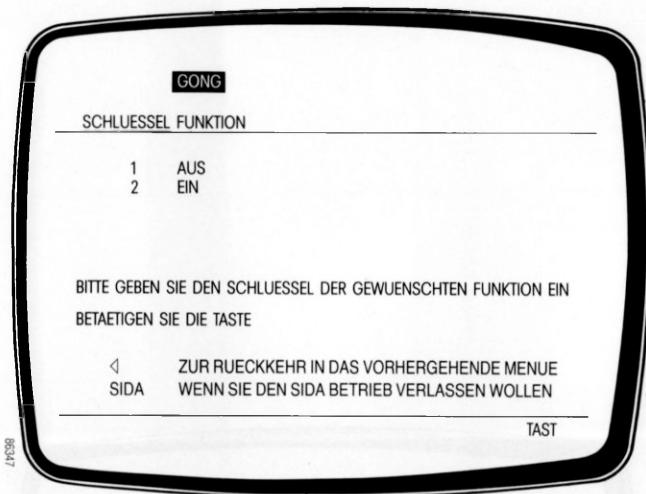 GONG
SCHLUESSEL FUNKTION
1 AUS
2 EIN
BITTE GEBEN SIE DEN SCHLUESSEL DER GEWUENSCHTEN FUNKTION EIN
BETAETIGEN SIE DIE TASTE
◁ ZUR RUECKKEHR IN DAS VORHERGEHENDE MENUE
SIDA WENN SIE DEN SIDA BETRIEB VERLASSEN WOLLEN
TAST
86347